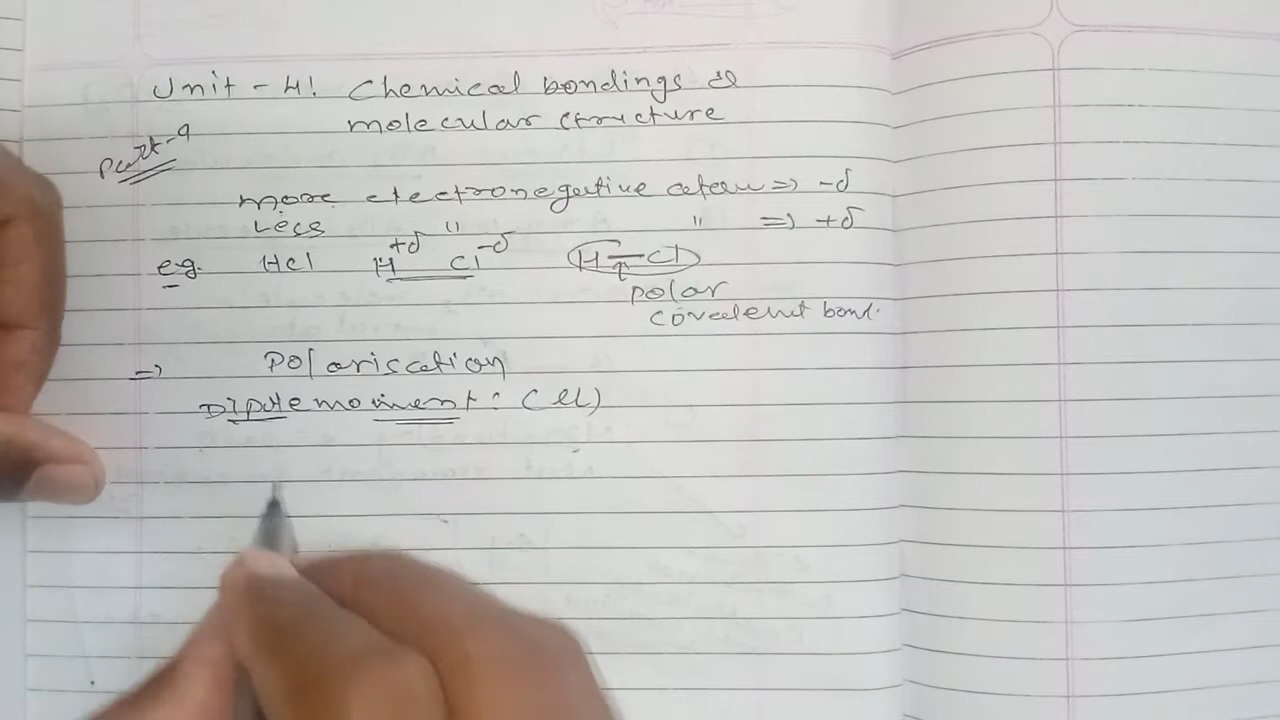 Unit - 4! Chemical bondings &
molecular structure
Part-9
more electronegative atom => -δ
Less " " => +δ
e.g. HCl H+δ Cl-δ H-Cl
↑
Polar
covalent bond.
=> Polarisation
Dipole moment: (μ)